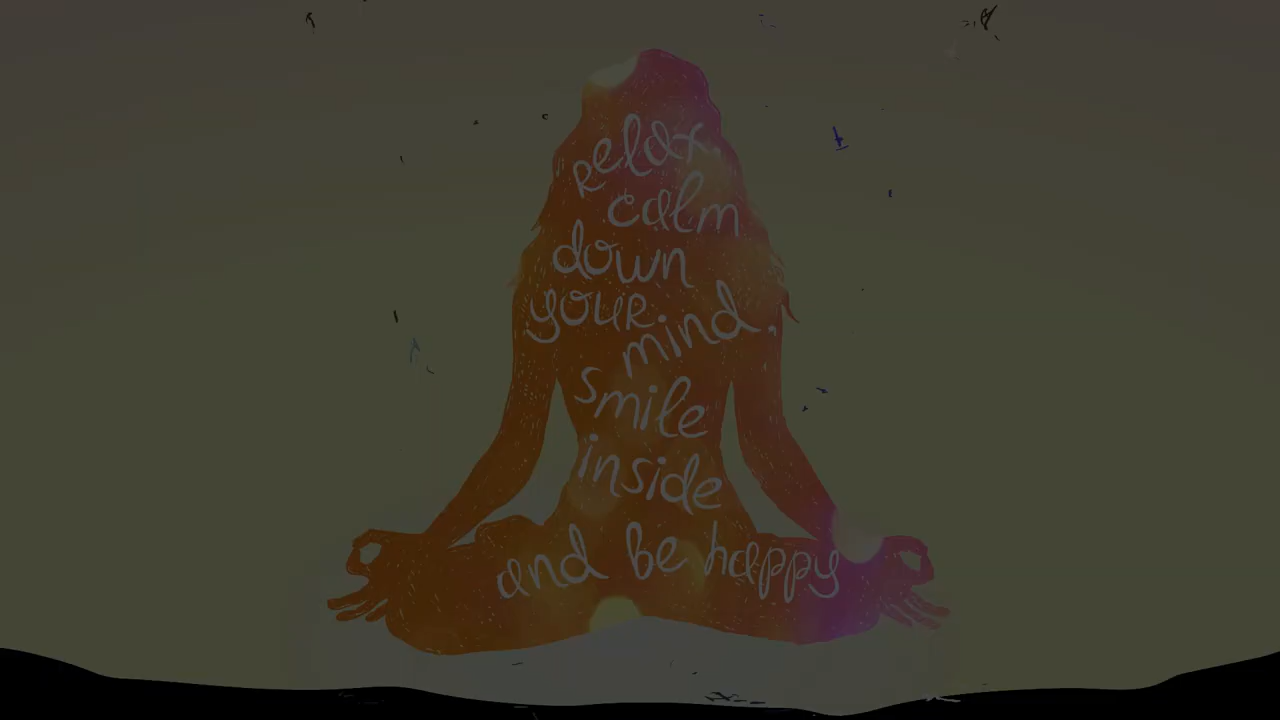 Relax,
calm
down
your
mind,
smile
inside
and be happy